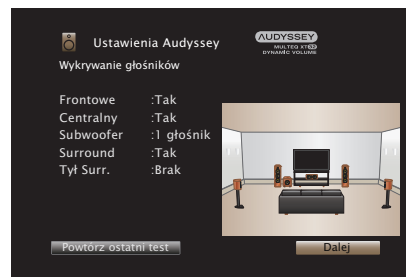 Ustawienia Audyssey
AUDYSSEY
MULTEQ XT32
DYNAMIC VOLUME
Wykrywanie głośników
Frontowe :Tak
Centralny :Tak
Subwoofer :1 głośnik
Surround :Tak
Tył Surr. :Brak
Powtórz ostatni test
Dalej